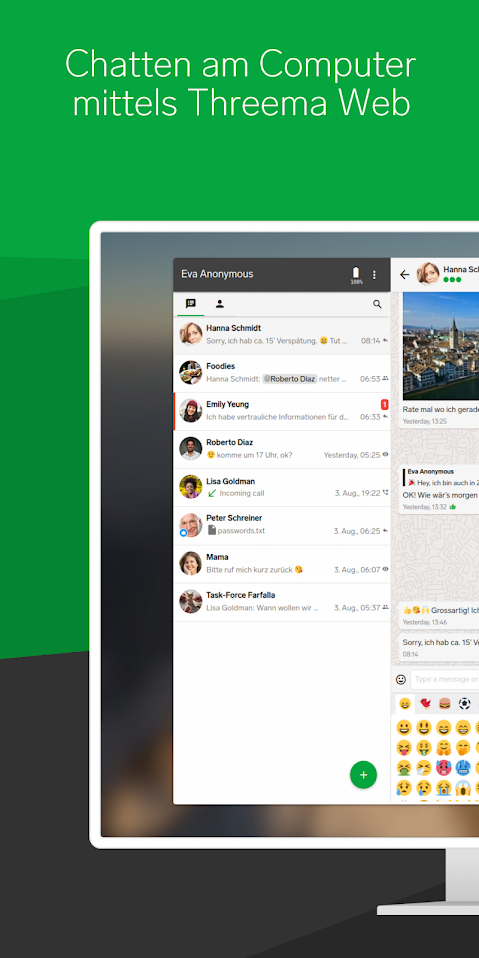 Chatten am Computer
mittels Threema Web
Eva Anonymous
100%
Hanna Schmidt
Sorry, ich hab ca. 15' Verspätung. 😃 Tut ...
08:14
Foodies
Hanna Schmidt: @Roberto Diaz netter ...
06:53
Emily Yeung
1
Ich habe vertrauliche Informationen für d...
06:33
Roberto Diaz
😗 komme um 17 Uhr, ok?
Yesterday, 05:25
Lisa Goldman
Incoming call
3. Aug., 19:22
Peter Schreiner
passwords.txt
3. Aug., 06:25
Mama
Bitte ruf mich kurz zurück 😘
3. Aug., 06:07
Task-Force Farfalla
Lisa Goldman: Wann wollen wir ...
3. Aug., 05:37
Hanna Sc
Rate mal wo ich gerade
Yesterday, 13:25
Eva Anonymous
🎉 Hey, ich bin auch in Z
OK! Wie wär's morgen
Yesterday, 13:32
👍😘🙌 Grossartig! Ich
Yesterday, 13:46
Sorry, ich hab ca. 15' Ve
08:14
Type a message or